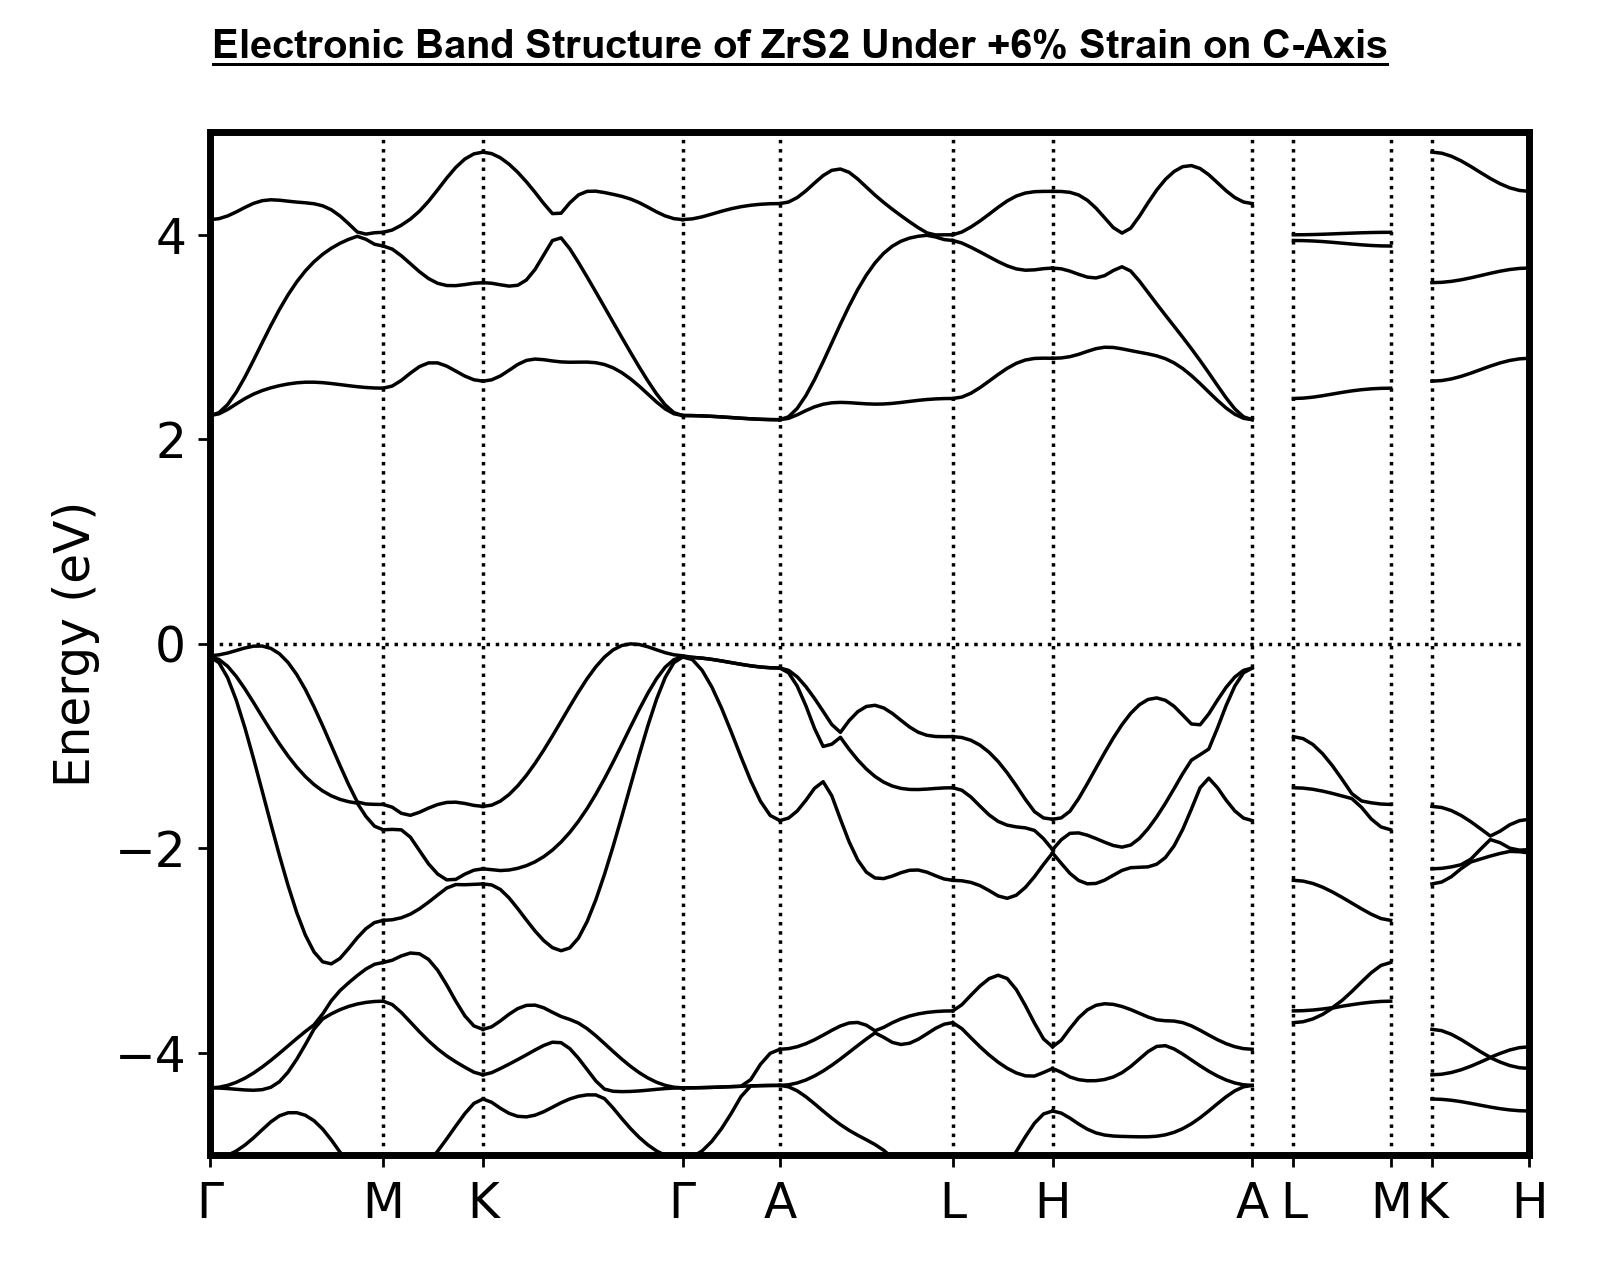 Electronic Band Structure of ZrS2 Under +6% Strain on C-Axis
Energy (eV)
4
2
0
−2
−4
Γ M K Γ A L H A L M K H